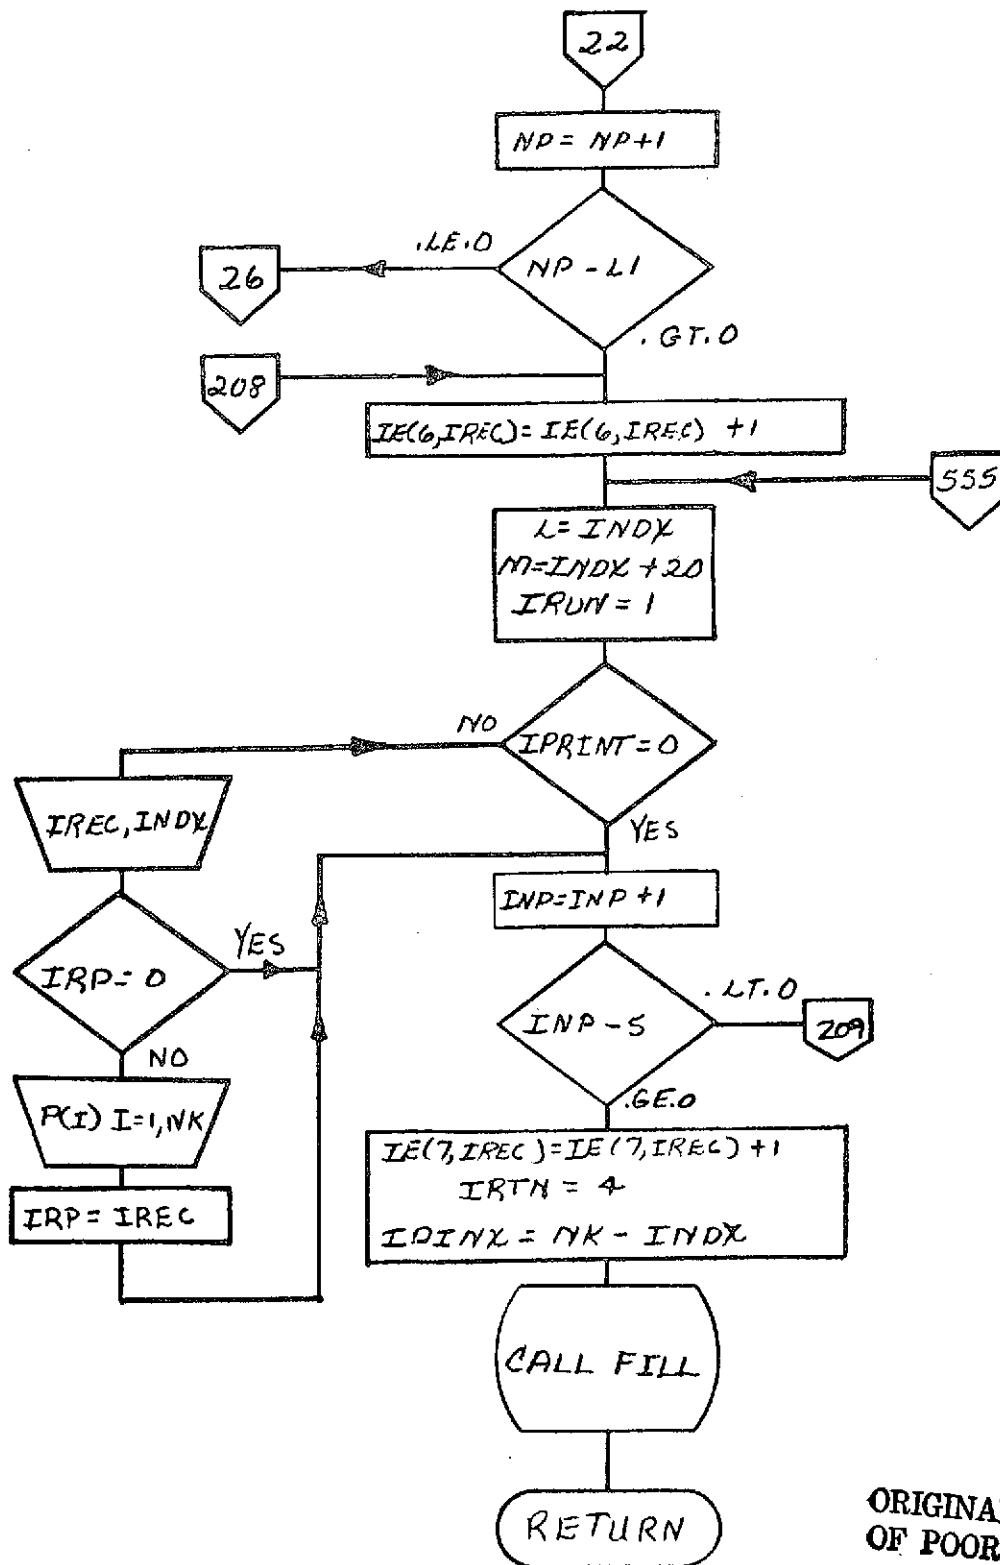 22
NP = NP+1
.LE.0
NP - L1
26
.GT.0
208
IE(6,IREC)=IE(6,IREC) +1
555
L=INDX
M=INDX +20
IRUN = 1
NO
IPRINT=0
IREC, INDX
YES
INP=INP+1
YES
IRP= 0
.LT.0
INP-5
209
NO
.GE.0
P(I) I=1,NK
IE(7,IREC)=IE(7,IREC)+1
IRTN = 4
IRP= IREC
IDINX = NK - INDX
CALL FILL
RETURN
ORIGINA
OF POOR